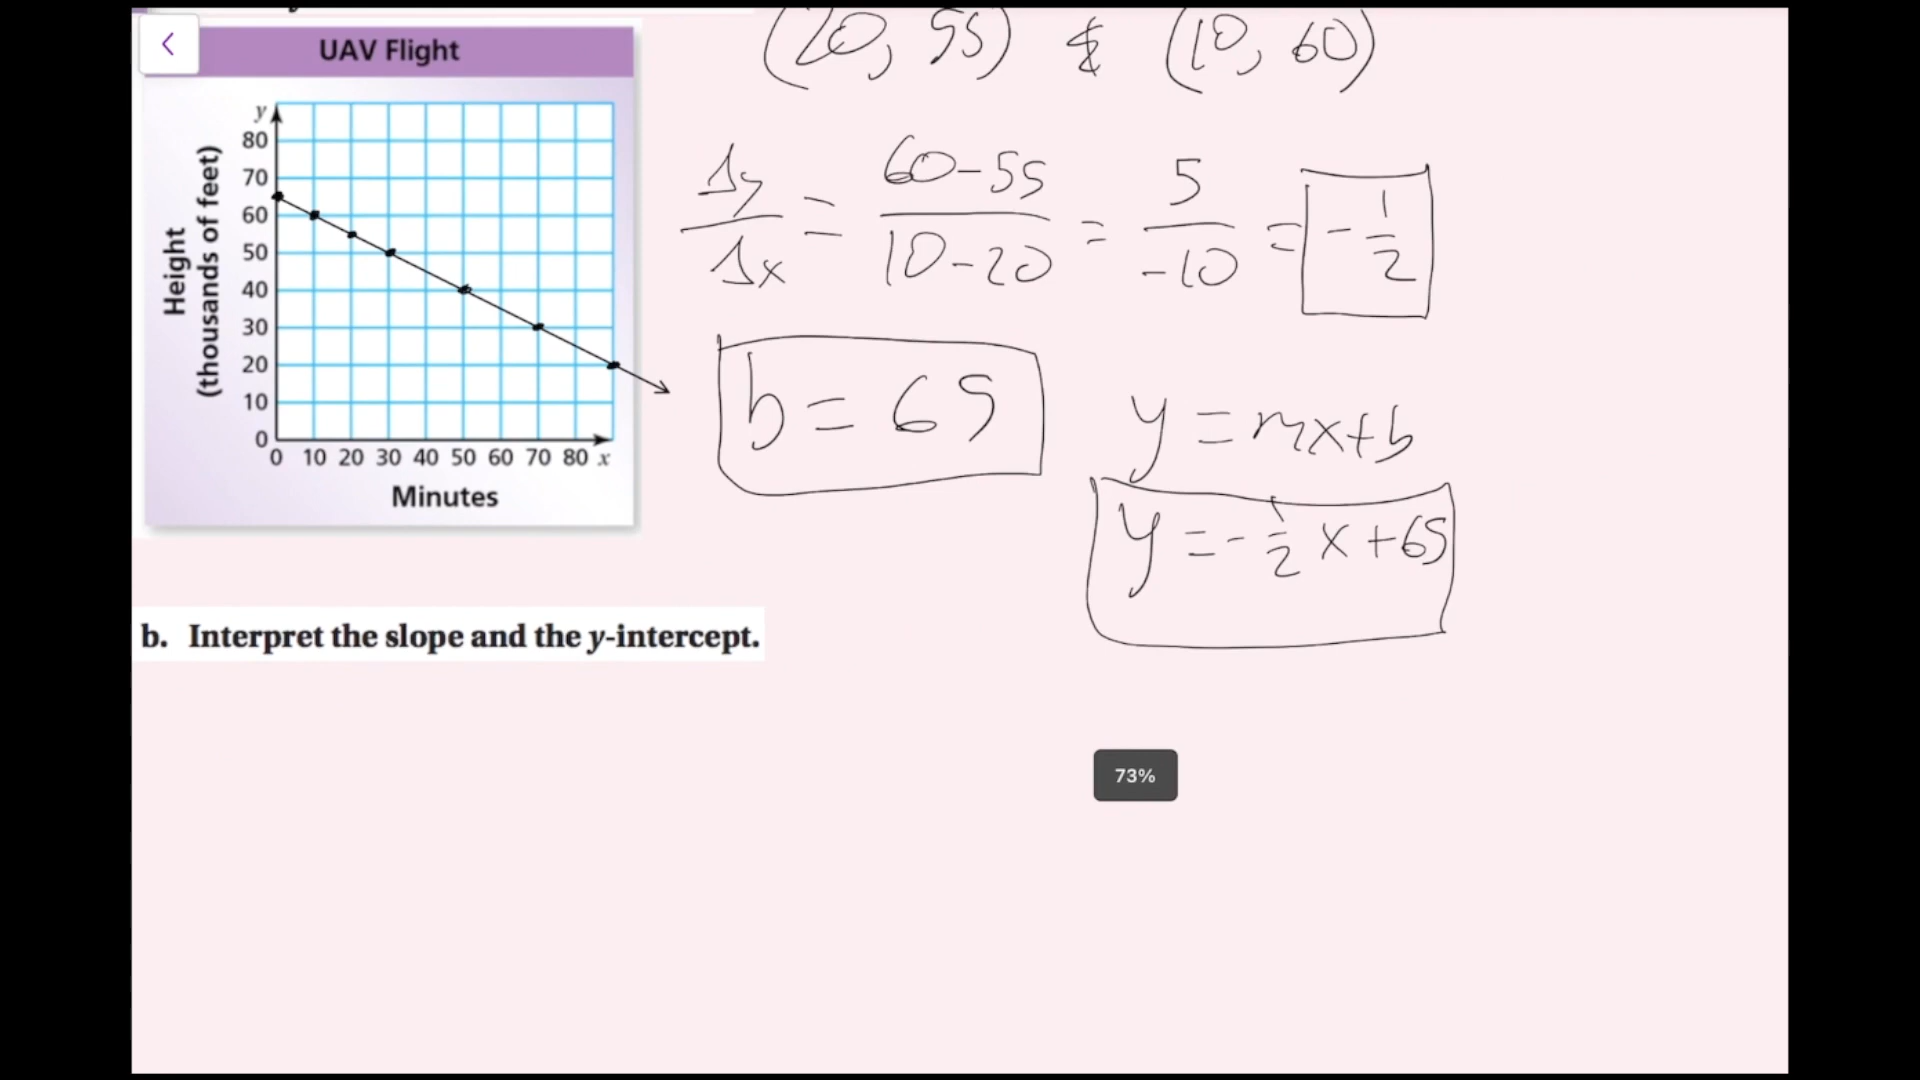 (20, 55) & (10, 60)
UAV Flight
y
80
70
60
50
40
30
20
10
0
0 10 20 30 40 50 60 70 80 x
Height
(thousands of feet)
Minutes
Δy/Δx = 60-55/10-20 = 5/-10 = -1/2
b = 65
y = mx+b
y = -1/2 x +65
b. Interpret the slope and the y-intercept.
73%